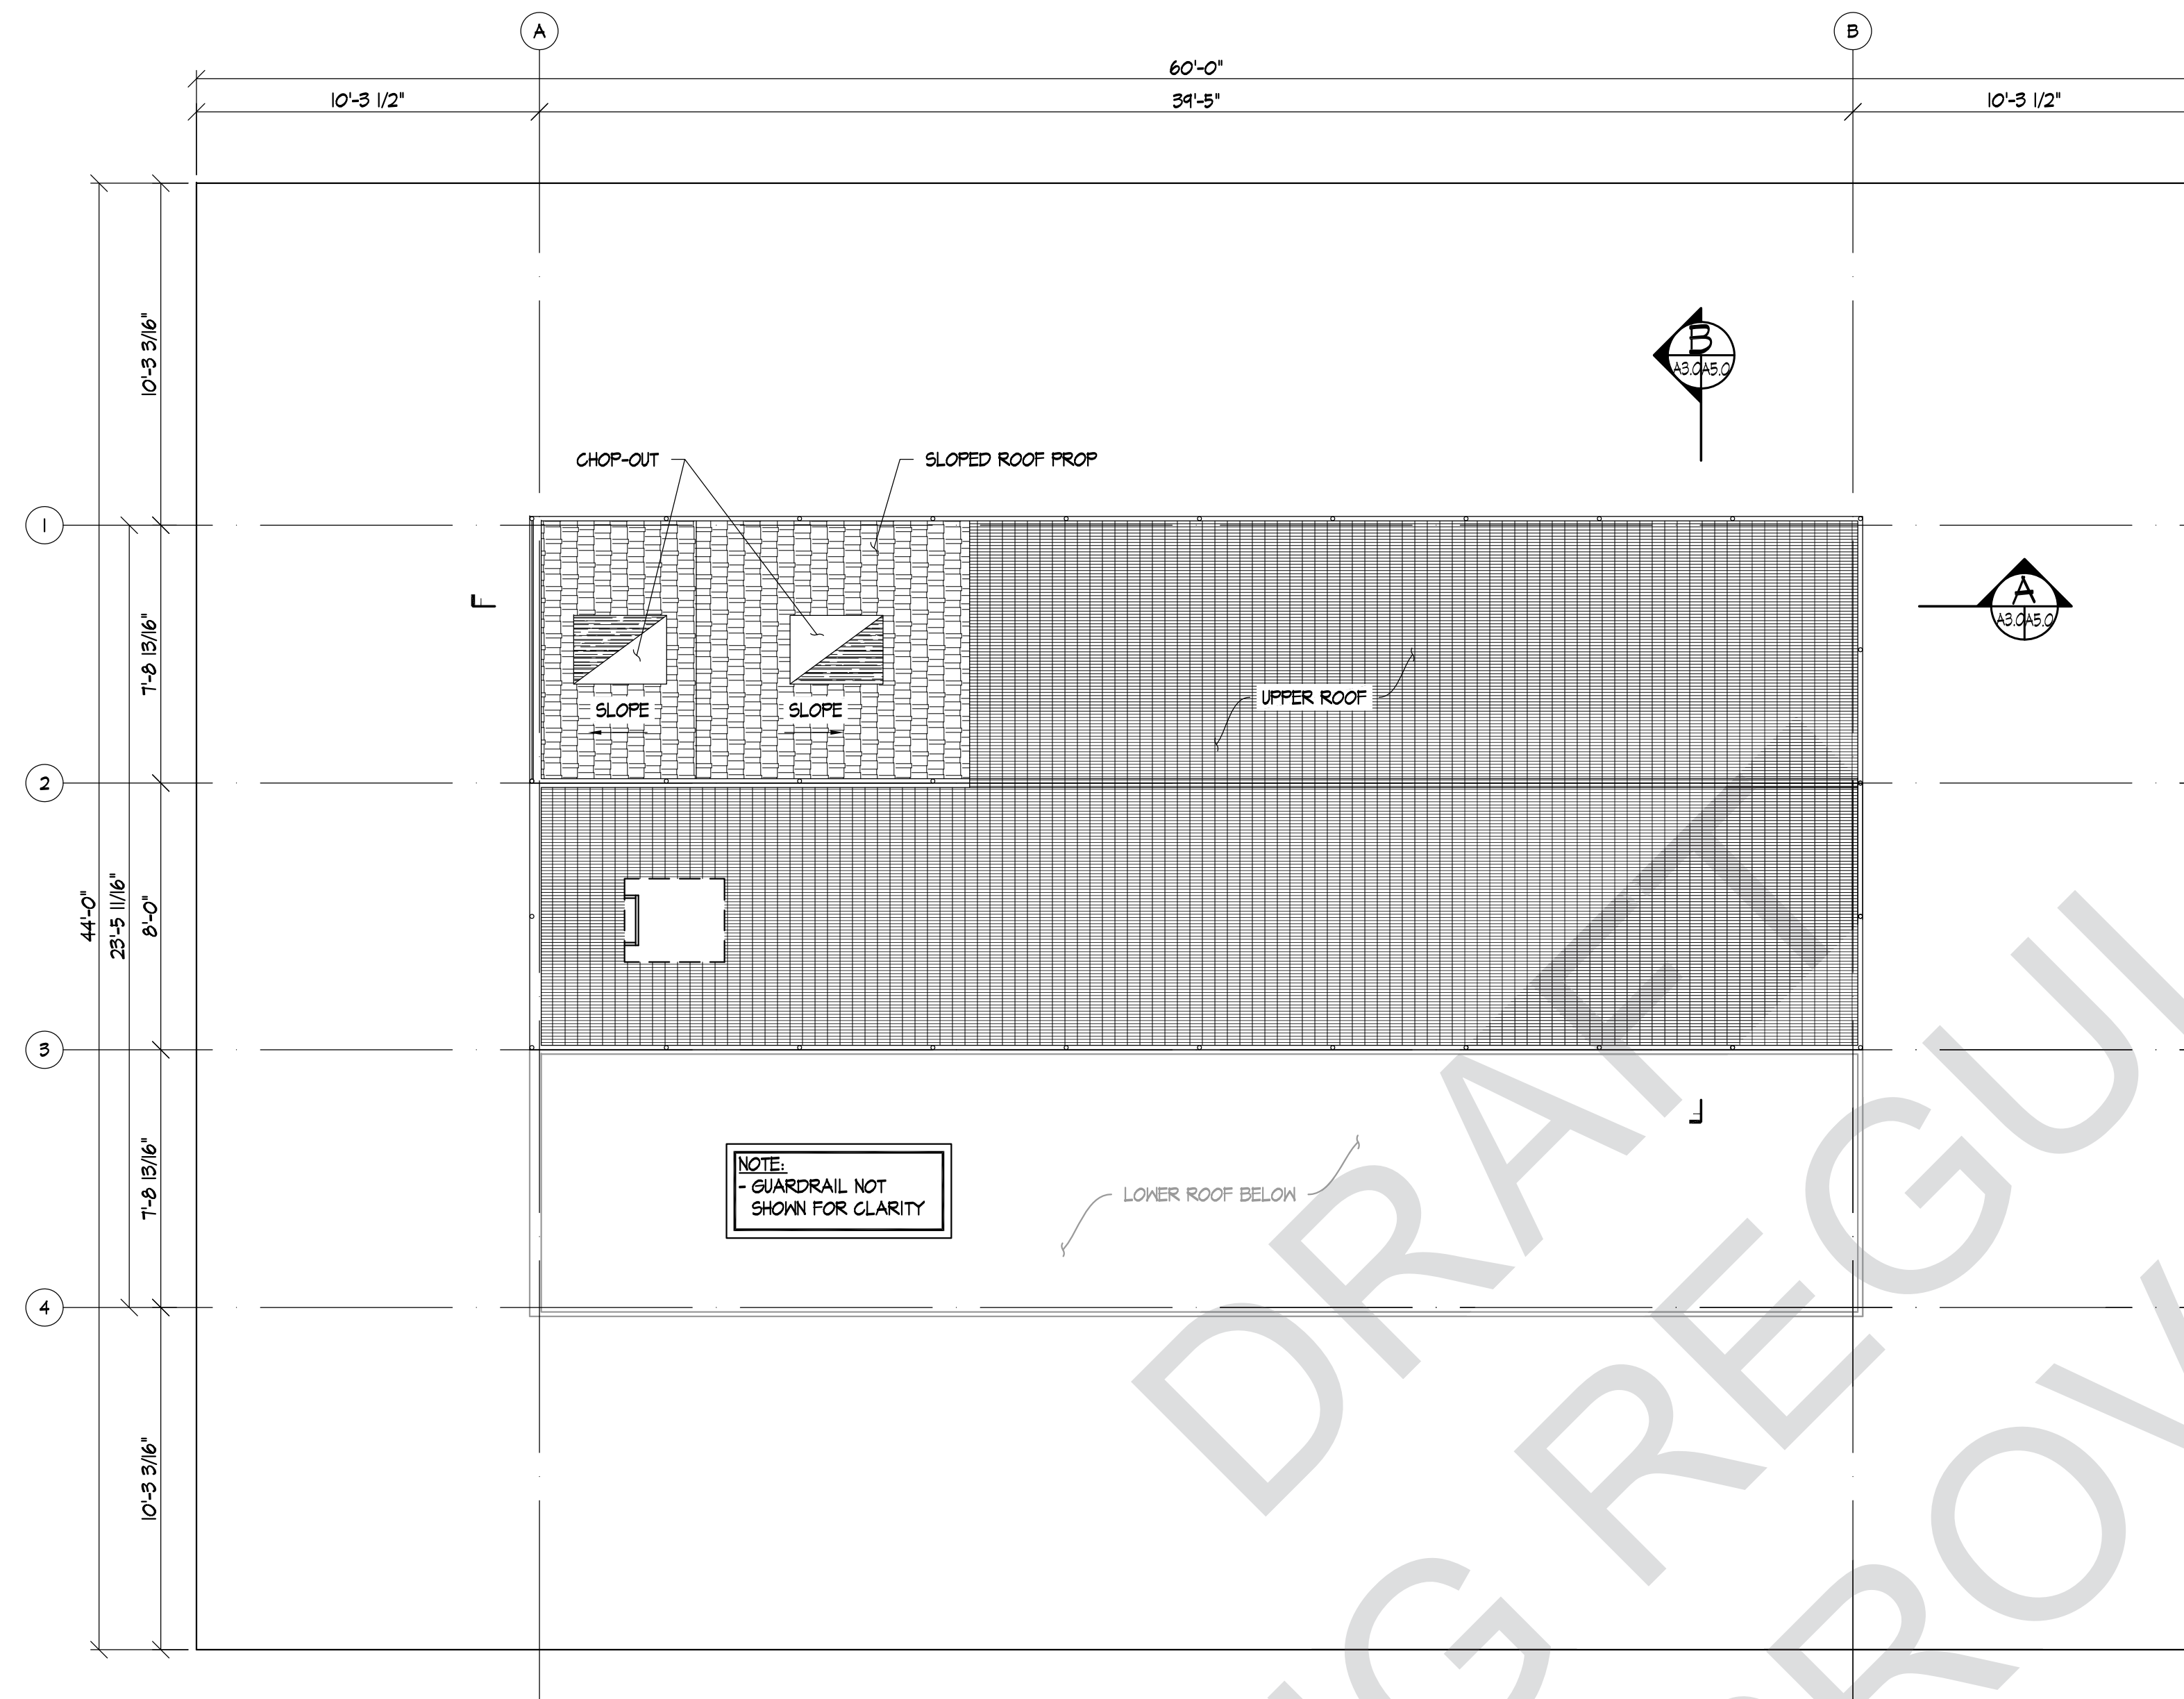 A
B
60'-0"
10'-3 1/2"
39'-5"
10'-3 1/2"
10'-3 3/16"
B
A3.0 A5.0
CHOP-OUT
SLOPED ROOF PROP
1
A
A3.0 A5.0
7'-8 13/16"
UPPER ROOF
SLOPE
SLOPE
2
44'-0"
23'-5 11/16"
8'-0"
3
7'-8 13/16"
NOTE:
- GUARDRAIL NOT
SHOWN FOR CLARITY
LOWER ROOF BELOW
4
10'-3 3/16"
DRAFT
G REGUL
ROV